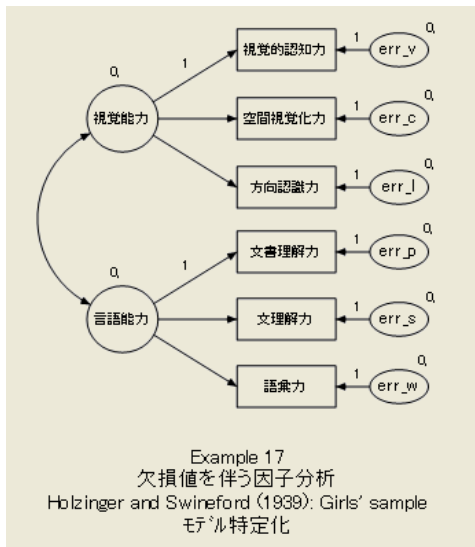 1
視覚的認知力
0,
err_v
0,
視覚能力
1
空間視覚化力
0,
err_c
1
方向認識力
0,
err_l
1
0,
言語能力
1
文書理解力
0,
err_p
1
文理解力
0,
err_s
1
語彙力
0,
err_w
1
Example 17
欠損値を伴う因子分析
Holzinger and Swineford (1939): Girls' sample
モデル特定化